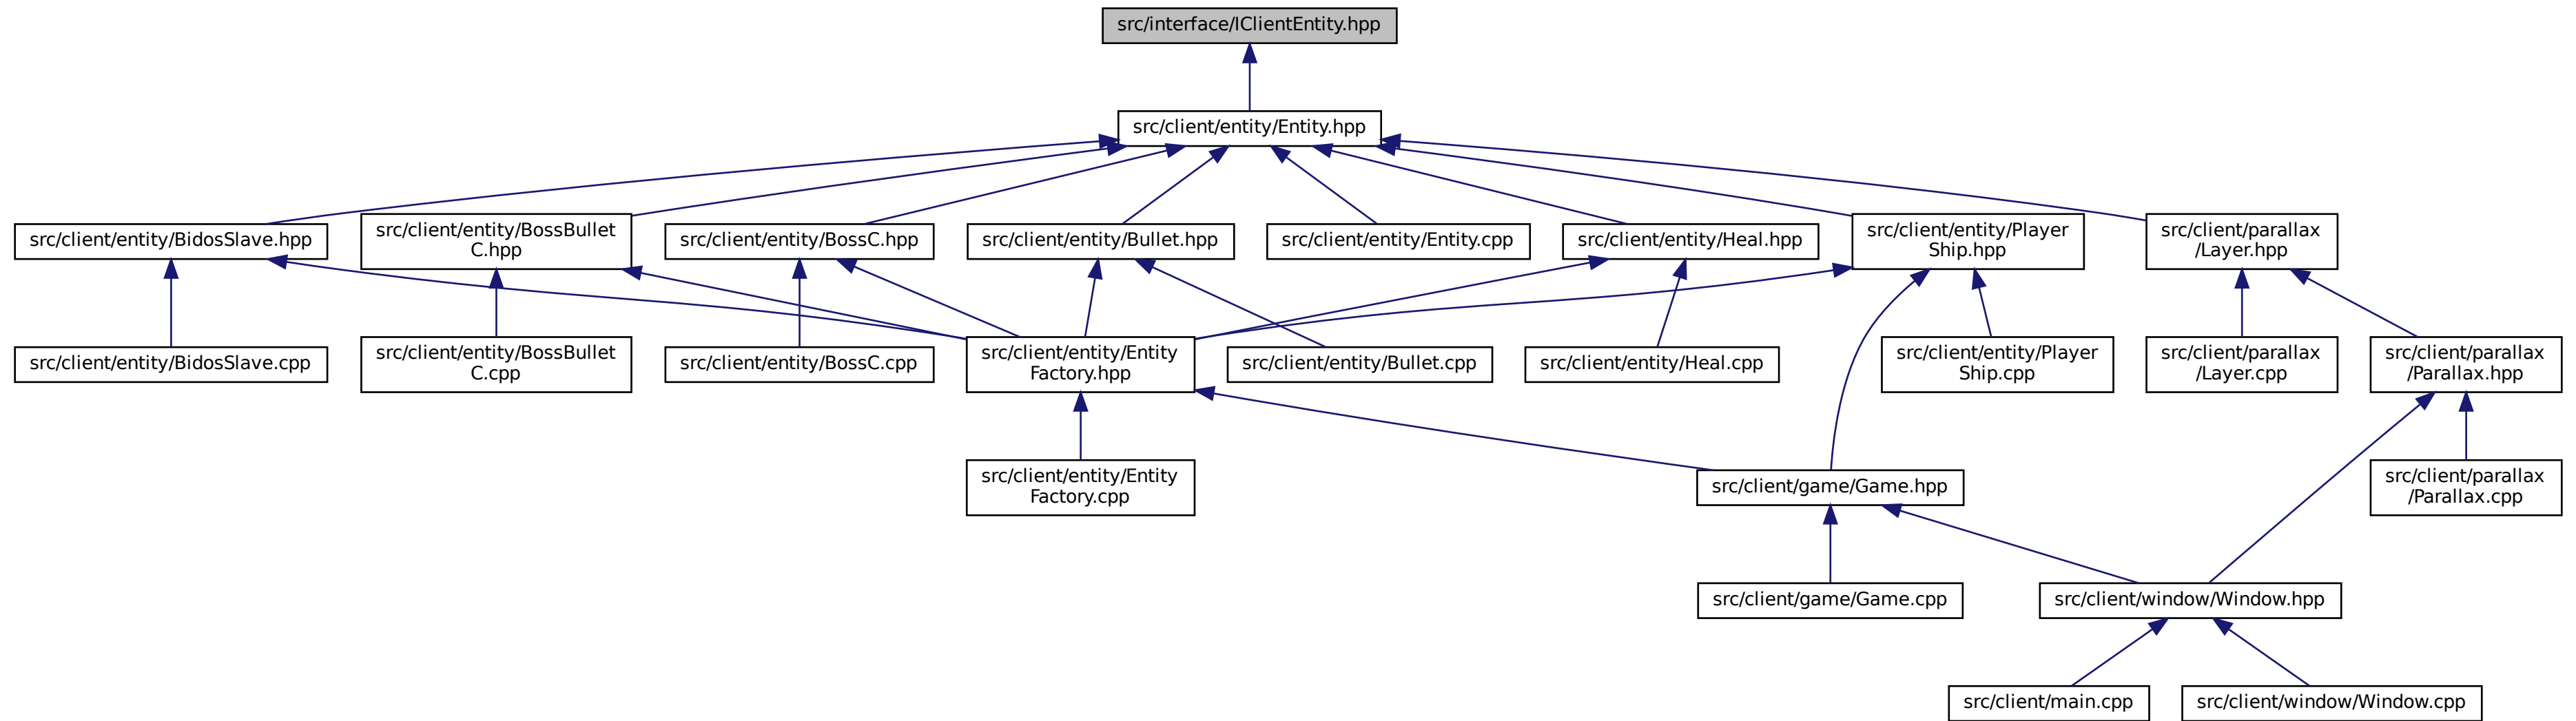 src/interface/IClientEntity.hpp
src/client/entity/Entity.hpp
src/client/entity/BidosSlave.hpp
src/client/entity/BossBullet
C.hpp
src/client/entity/BossC.hpp
src/client/entity/Bullet.hpp
src/client/entity/Entity.cpp
src/client/entity/Heal.hpp
src/client/entity/Player
Ship.hpp
src/client/parallax
/Layer.hpp
src/client/entity/BidosSlave.cpp
src/client/entity/BossBullet
C.cpp
src/client/entity/BossC.cpp
src/client/entity/Entity
Factory.hpp
src/client/entity/Bullet.cpp
src/client/entity/Heal.cpp
src/client/entity/Player
Ship.cpp
src/client/parallax
/Layer.cpp
src/client/parallax
/Parallax.hpp
src/client/entity/Entity
Factory.cpp
src/client/game/Game.hpp
src/client/parallax
/Parallax.cpp
src/client/game/Game.cpp
src/client/window/Window.hpp
src/client/main.cpp
src/client/window/Window.cpp